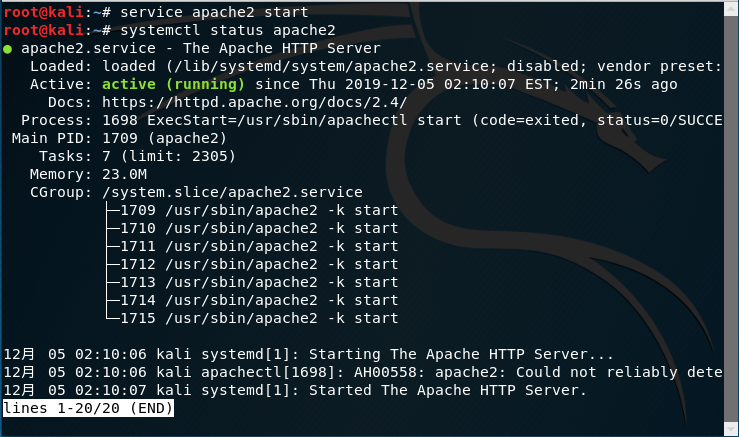 root@kali:~# service apache2 start
root@kali:~# systemctl status apache2
● apache2.service - The Apache HTTP Server
   Loaded: loaded (/lib/systemd/system/apache2.service; disabled; vendor preset:
   Active: active (running) since Thu 2019-12-05 02:10:07 EST; 2min 26s ago
     Docs: https://httpd.apache.org/docs/2.4/
  Process: 1698 ExecStart=/usr/sbin/apachectl start (code=exited, status=0/SUCCE
 Main PID: 1709 (apache2)
    Tasks: 7 (limit: 2305)
   Memory: 23.0M
   CGroup: /system.slice/apache2.service
           ├─1709 /usr/sbin/apache2 -k start
           ├─1710 /usr/sbin/apache2 -k start
           ├─1711 /usr/sbin/apache2 -k start
           ├─1712 /usr/sbin/apache2 -k start
           ├─1713 /usr/sbin/apache2 -k start
           ├─1714 /usr/sbin/apache2 -k start
           └─1715 /usr/sbin/apache2 -k start

12月 05 02:10:06 kali systemd[1]: Starting The Apache HTTP Server...
12月 05 02:10:06 kali apachectl[1698]: AH00558: apache2: Could not reliably dete
12月 05 02:10:07 kali systemd[1]: Started The Apache HTTP Server.
lines 1-20/20 (END)